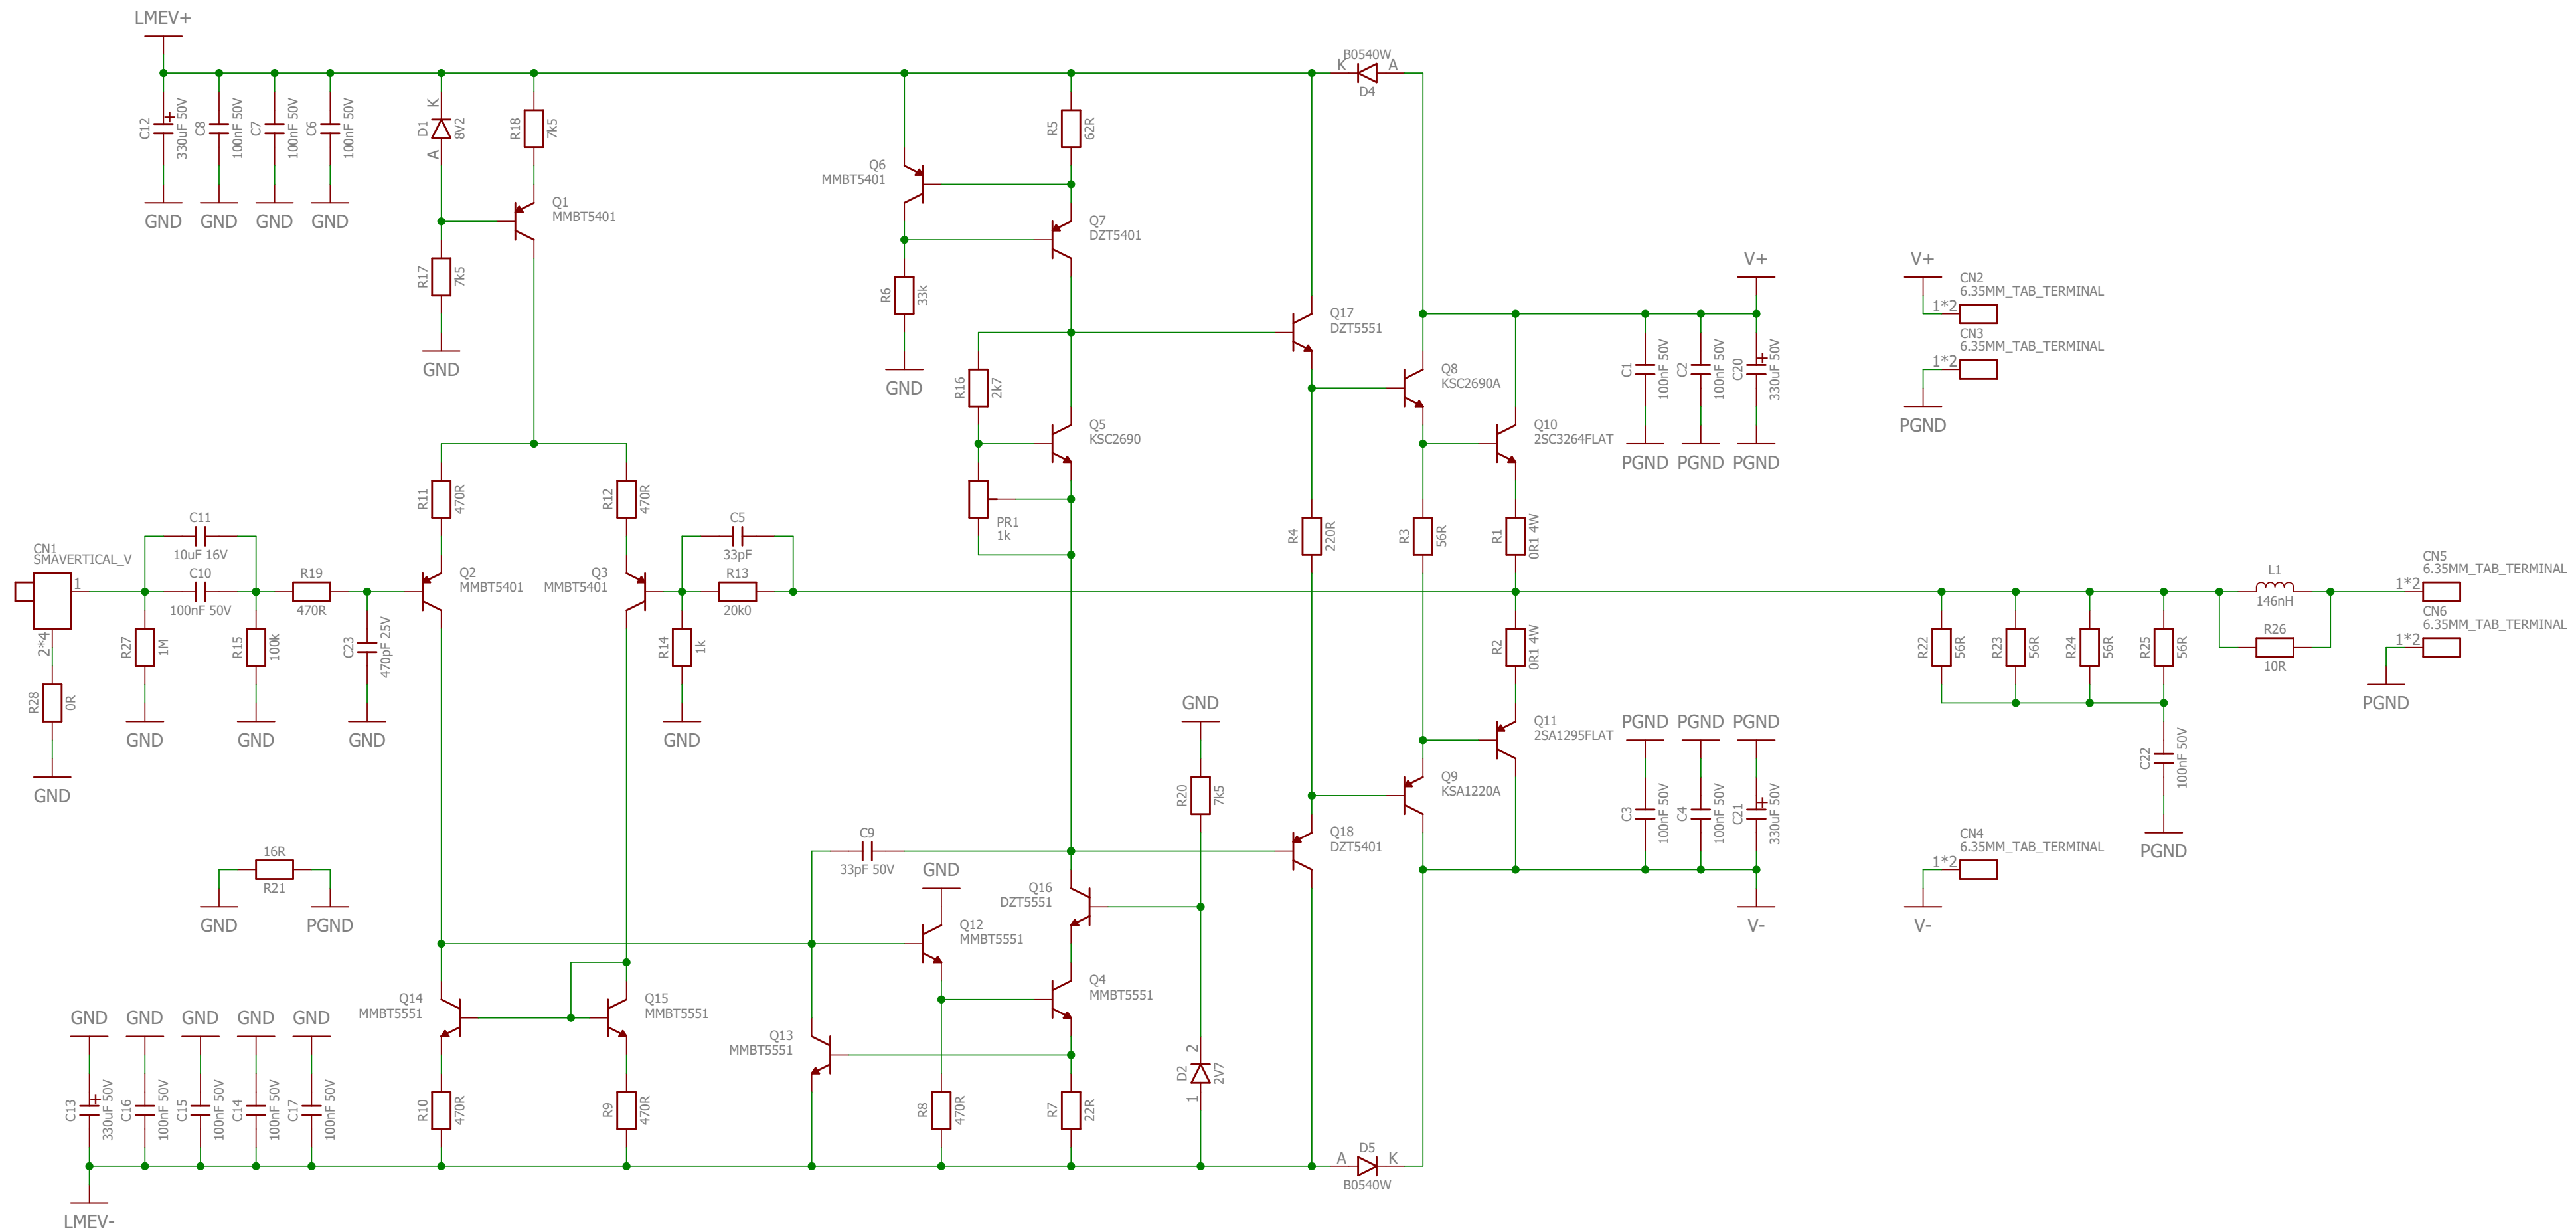 LMEV+
C12
330uF 50V
GND
C8
100nF 50V
GND
C7
100nF 50V
GND
C6
100nF 50V
GND
K
D1
8V2
A
R18
7k5
Q1
MMBT5401
R17
7k5
GND
Q6
MMBT5401
R5
62R
Q7
DZT5401
R6
33k
GND
R16
2k7
Q5
KSC2690
PR1
1k
B0540W
K
A
D4
Q17
DZT5551
Q8
KSC2690A
Q10
2SC3264FLAT
V+
C1
100nF 50V
C2
100nF 50V
C20
330uF 50V
PGND
PGND
PGND
V+
CN2
6.35MM_TAB_TERMINAL
1*2
CN3
6.35MM_TAB_TERMINAL
1*2
PGND
R11
470R
R12
470R
R4
220R
R3
56R
R1
0R1 4W
CN1
SMAVERTICAL_V
1
2*4
R28
0R
GND
C11
10uF 16V
C10
100nF 50V
R27
1M
GND
R15
100k
GND
R19
470R
C23
470pF 25V
GND
Q2
MMBT5401
Q3
MMBT5401
C5
33pF
R13
20k0
R14
1k
GND
R2
0R1 4W
R22
56R
R23
56R
R24
56R
R25
56R
L1
146nH
R26
10R
CN5
6.35MM_TAB_TERMINAL
1*2
CN6
6.35MM_TAB_TERMINAL
1*2
PGND
C22
100nF 50V
PGND
GND
R20
7k5
Q11
2SA1295FLAT
PGND
PGND
PGND
C3
100nF 50V
C4
100nF 50V
C21
330uF 50V
V-
Q9
KSA1220A
Q18
DZT5401
CN4
6.35MM_TAB_TERMINAL
1*2
V-
16R
R21
GND
PGND
C9
33pF 50V
GND
Q16
DZT5551
Q12
MMBT5551
Q4
MMBT5551
Q14
MMBT5551
Q15
MMBT5551
Q13
MMBT5551
2
D2
2V7
1
GND
GND
GND
GND
GND
C13
330uF 50V
C16
100nF 50V
C15
100nF 50V
C14
100nF 50V
C17
100nF 50V
R10
470R
R9
470R
R8
470R
R7
22R
D5
A
K
B0540W
LMEV-